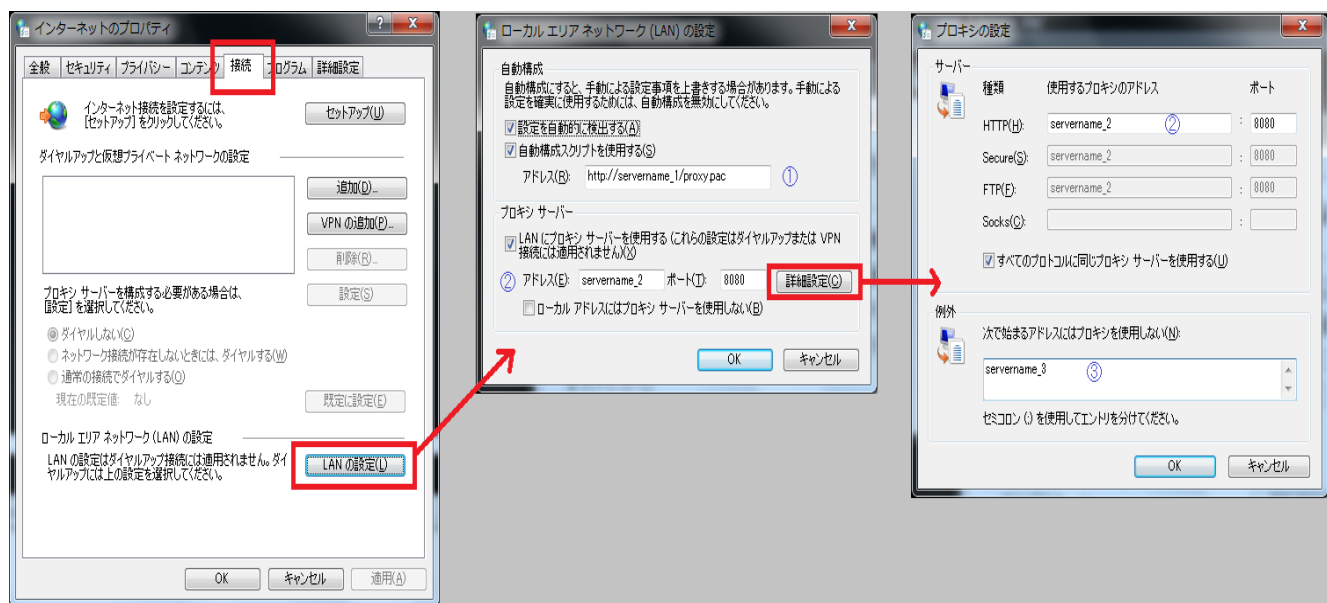 インターネットのプロパティ
全般 セキュリティ プライバシー コンテンツ 接続 プログラム 詳細設定
インターネット接続を設定するには、
[セットアップ] をクリックしてください。
セットアップ(U)
ダイヤルアップと仮想プライベート ネットワークの設定
追加(D)...
VPN の追加(P)...
削除(R)...
プロキシ サーバーを構成する必要がある場合は、
[設定] を選択してください。
設定(S)
ダイヤルしない(C)
ネットワーク接続が存在しないときには、ダイヤルする(W)
通常の接続でダイヤルする(O)
現在の既定値: なし
既定に設定(E)
ローカル エリア ネットワーク (LAN) の設定
LAN の設定はダイヤルアップ接続には適用されません。ダイ
ヤルアップには上の設定を選択してください。
LAN の設定(L)
OK キャンセル 適用(A)
ローカル エリア ネットワーク (LAN) の設定
自動構成
自動構成にすると、手動による設定事項を上書きする場合があります。手動による
設定を確実に使用するためには、自動構成を無効にしてください。
設定を自動的に検出する(A)
自動構成スクリプトを使用する(S)
アドレス(R): http://servername_1/proxy.pac ①
プロキシ サーバー
LAN にプロキシ サーバーを使用する (これらの設定はダイヤルアップまたは VPN
接続には適用されません)(X)
② アドレス(E): servername_2 ポート(T): 8080 詳細設定(C)
ローカル アドレスにはプロキシ サーバーを使用しない(B)
OK キャンセル
プロキシの設定
サーバー
種類 使用するプロキシのアドレス ポート
HTTP(H): servername_2 ② : 8080
Secure(S): servername_2 : 8080
FTP(F): servername_2 : 8080
Socks(C): :
すべてのプロトコルに同じプロキシ サーバーを使用する(U)
例外
次で始まるアドレスにはプロキシを使用しない(N):
servername_3 ③
セミコロン (;) を使用してエントリを分けてください。
OK キャンセル